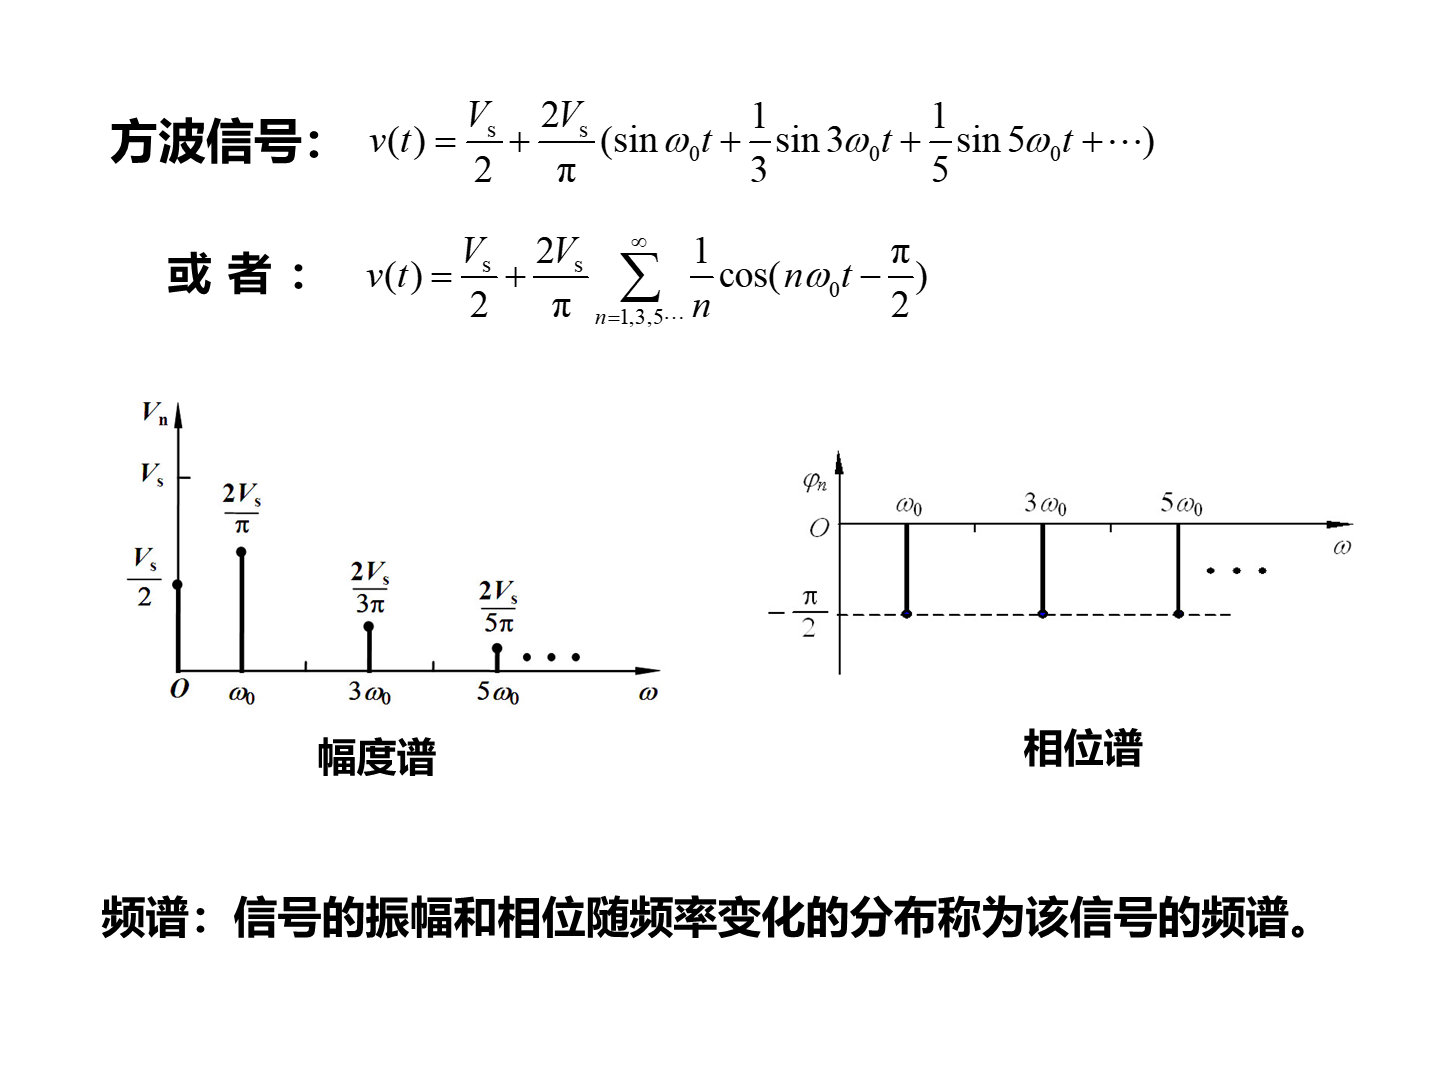 方波信号： v(t) = Vs/2 + 2Vs/π (sin ω0t + 1/3 sin 3ω0t + 1/5 sin 5ω0t + ···)
或 者 ： v(t) = Vs/2 + 2Vs/π ∑ n=1,3,5··· ∞ 1/n cos(nω0t − π/2)
Vn
Vs
2Vs/π
Vs/2
2Vs/3π
2Vs/5π
O ω0 3ω0 5ω0 ω
幅度谱
φn
ω0 3ω0 5ω0
O ω
− π/2
相位谱
频谱：信号的振幅和相位随频率变化的分布称为该信号的频谱。